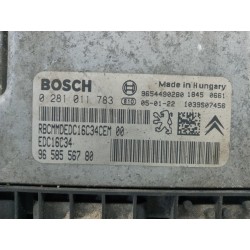 BOSCH
Made in Hungary
0 281 011 783
9654490280 1045 0661
05-01-22 1039S07450
RBCMMDEDC16C34CEM 00
EDC16C34
96 585 567 80